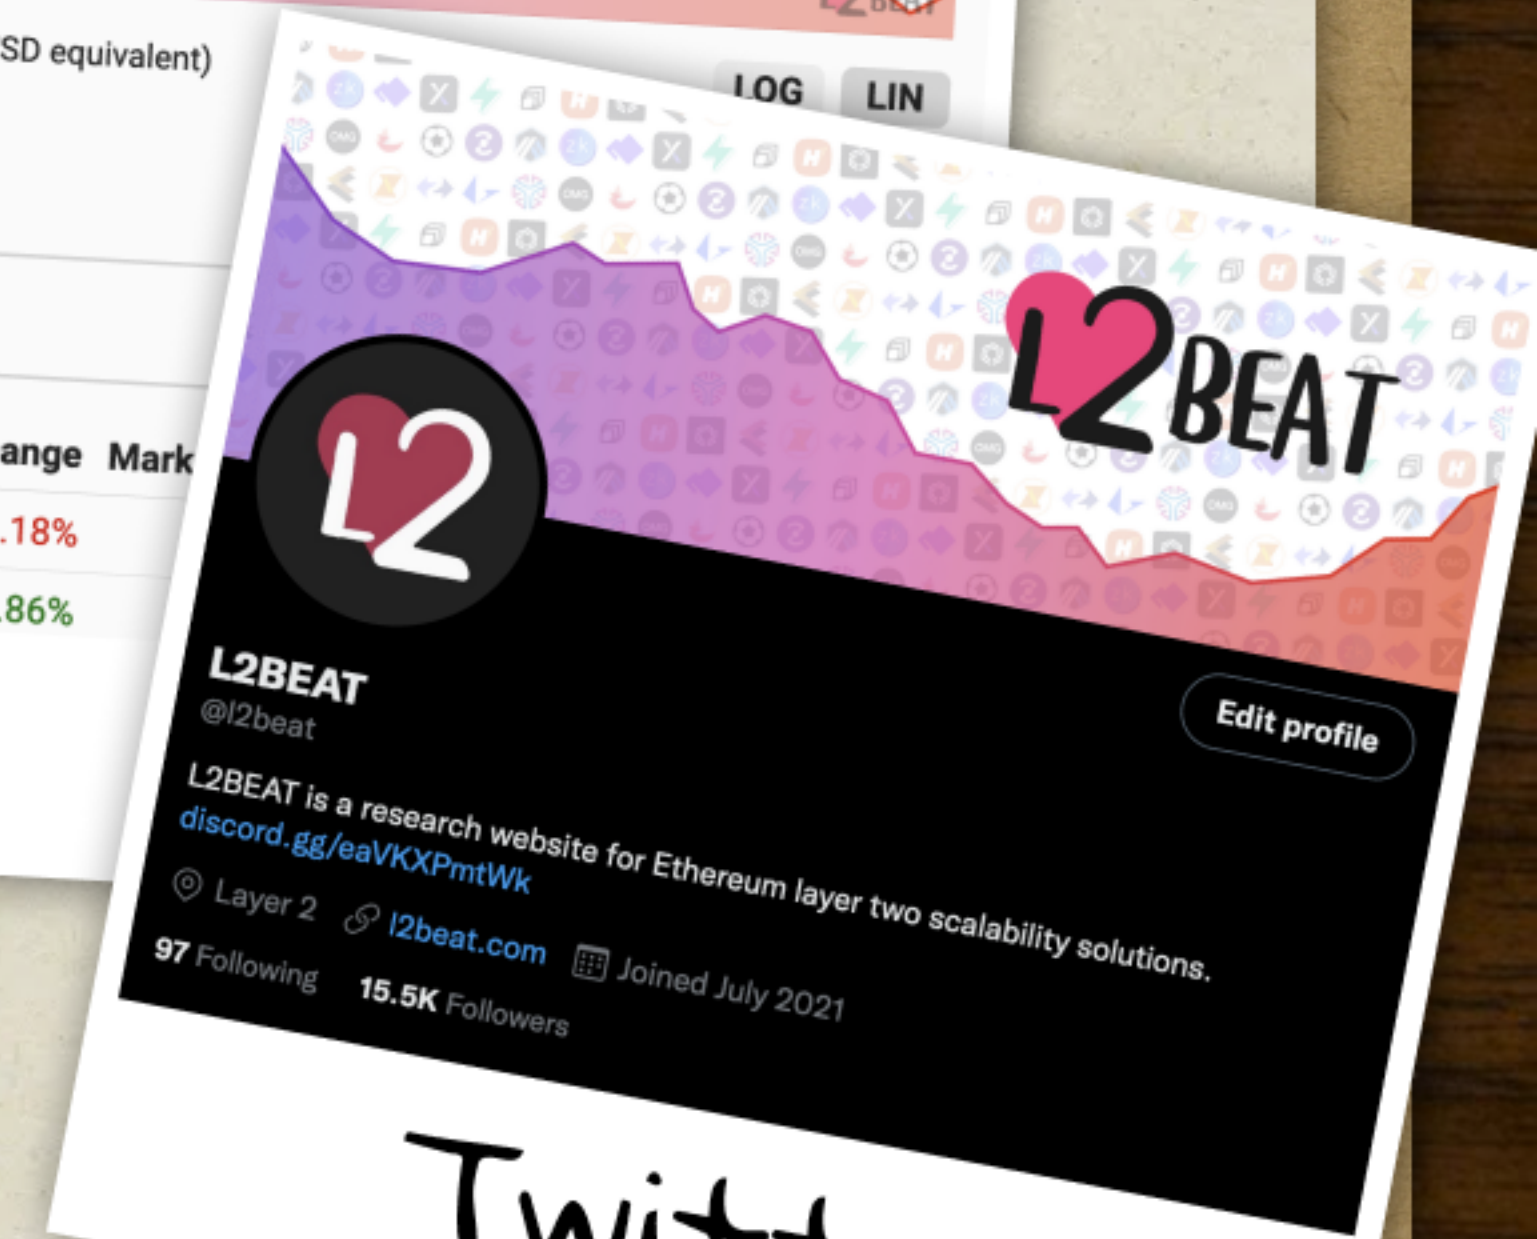 SD equivalent)
LOG
LIN
ange Mark
.18%
.86%
L2BEAT
L2
L2BEAT
@l2beat
Edit profile
L2BEAT is a research website for Ethereum layer two scalability solutions.
discord.gg/eaVKXPmtWk
Layer 2 l2beat.com Joined July 2021
97 Following 15.5K Followers
Twitt